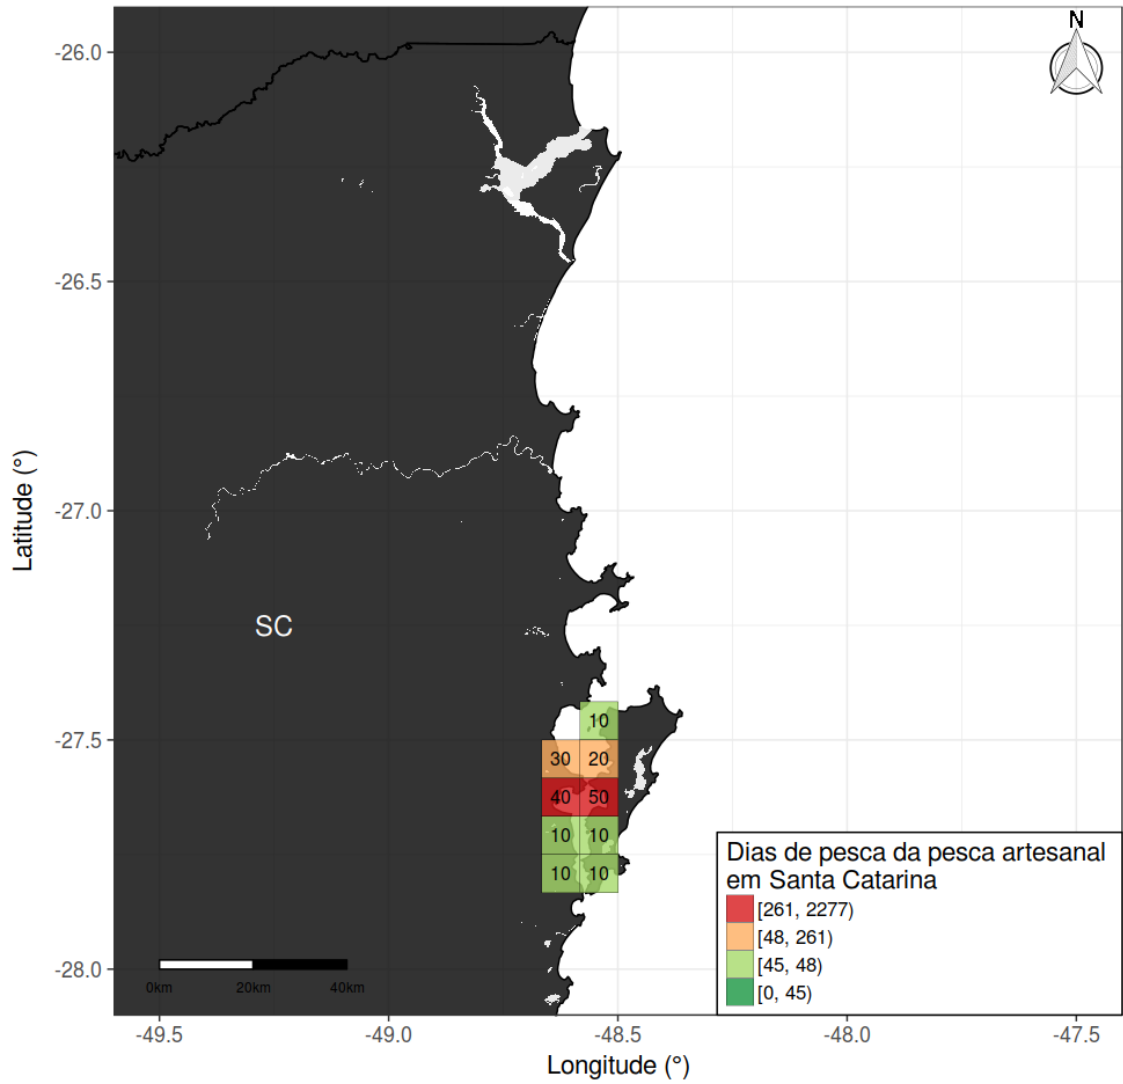 N
-26.0
-26.5
-27.0
-27.5
-28.0
Latitude (°)
SC
10
30 20
40 50
10 10
10 10
0km 20km 40km
Dias de pesca da pesca artesanal
em Santa Catarina
[261, 2277)
[48, 261)
[45, 48)
[0, 45)
-49.5 -49.0 -48.5 -48.0 -47.5
Longitude (°)